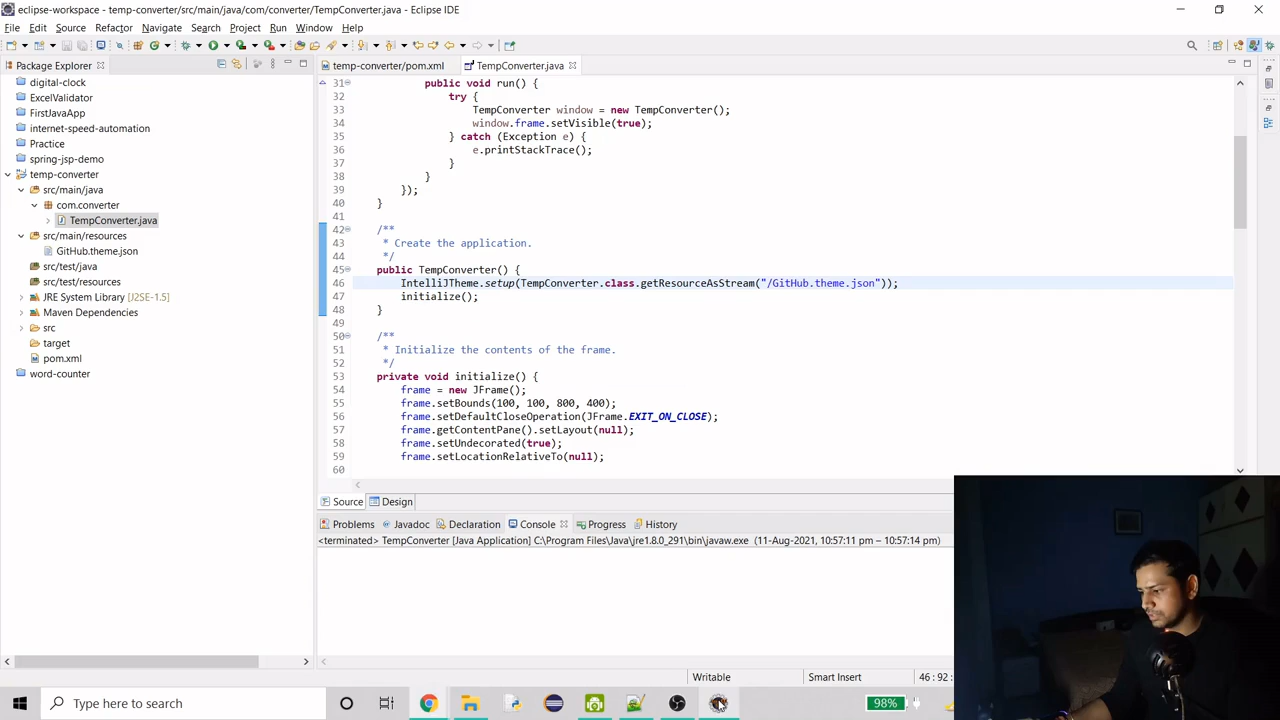 eclipse-workspace - temp-converter/src/main/java/com/converter/TempConverter.java - Eclipse IDE
File Edit Source Refactor Navigate Search Project Run Window Help
Package Explorer
digital-clock
ExcelValidator
FirstJavaApp
internet-speed-automation
Practice
spring-jsp-demo
temp-converter
src/main/java
com.converter
TempConverter.java
src/main/resources
GitHub.theme.json
src/test/java
src/test/resources
JRE System Library [J2SE-1.5]
Maven Dependencies
src
target
pom.xml
word-counter
temp-converter/pom.xml TempConverter.java
31 public void run() {
32 try {
33 TempConverter window = new TempConverter();
34 window.frame.setVisible(true);
35 } catch (Exception e) {
36 e.printStackTrace();
37 }
38 }
39 });
40 }
41
42 /**
43 * Create the application.
44 */
45 public TempConverter() {
46 IntelliJTheme.setup(TempConverter.class.getResourceAsStream("/GitHub.theme.json"));
47 initialize();
48 }
49
50 /**
51 * Initialize the contents of the frame.
52 */
53 private void initialize() {
54 frame = new JFrame();
55 frame.setBounds(100, 100, 800, 400);
56 frame.setDefaultCloseOperation(JFrame.EXIT_ON_CLOSE);
57 frame.getContentPane().setLayout(null);
58 frame.setUndecorated(true);
59 frame.setLocationRelativeTo(null);
60
Source Design
Problems Javadoc Declaration Console Progress History
<terminated> TempConverter [Java Application] C:\Program Files\Java\jre1.8.0_291\bin\javaw.exe (11-Aug-2021, 10:57:11 pm – 10:57:14 pm)
Writable Smart Insert 46 : 92 :
Type here to search
98%